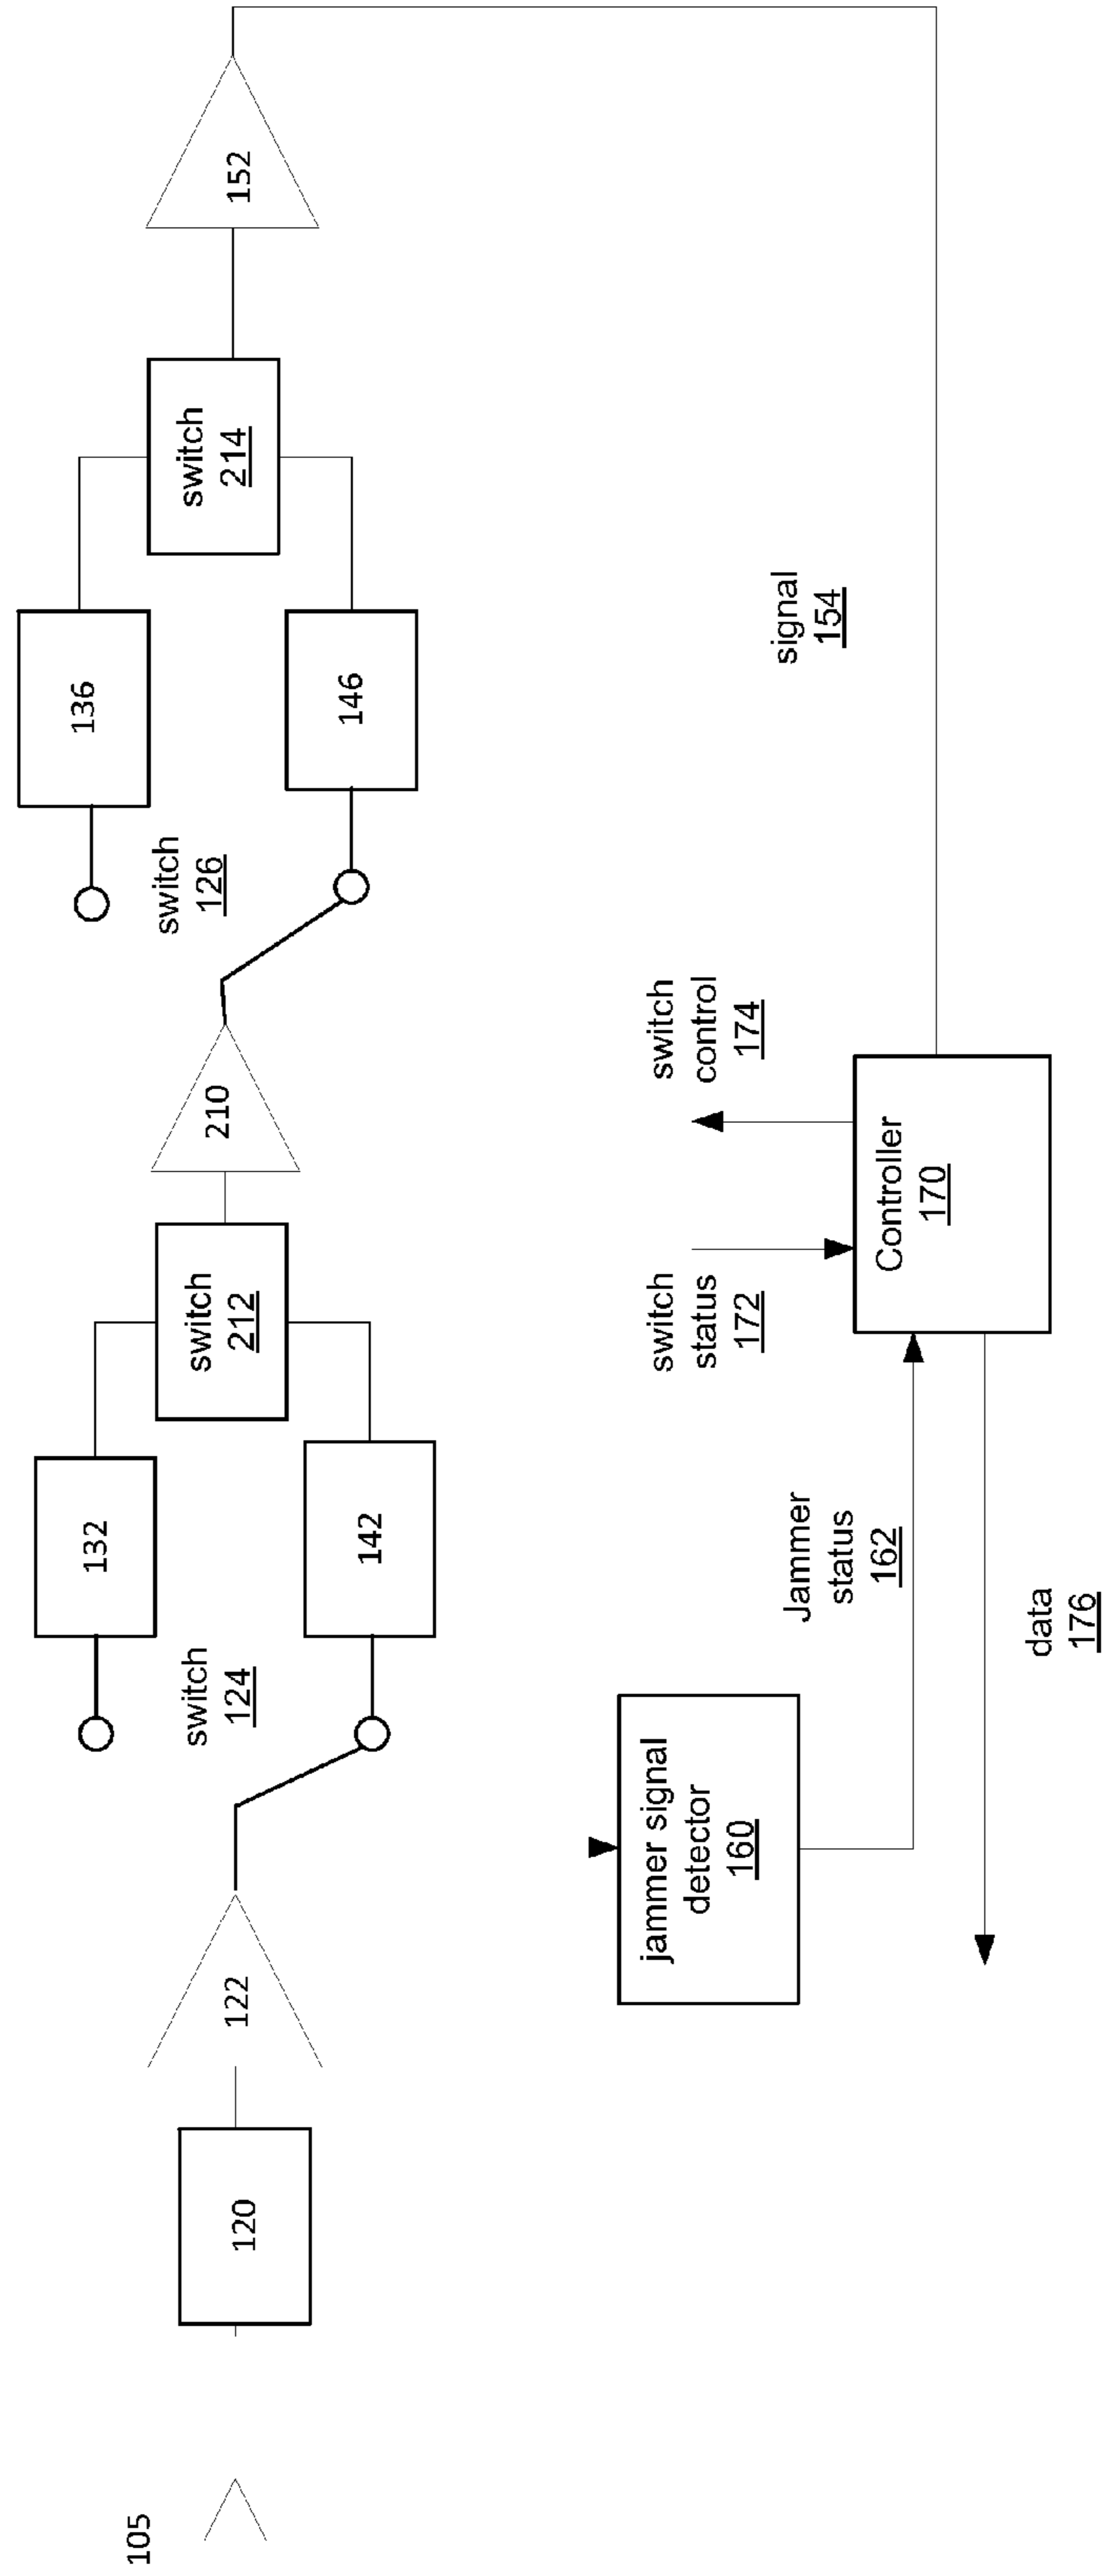 105
120
122
switch
124
132
142
switch
212
210
switch
126
136
146
switch
214
152
jammer signal
detector
160
Jammer
status
162
data
176
switch
status
172
switch
control
174
Controller
170
signal
154